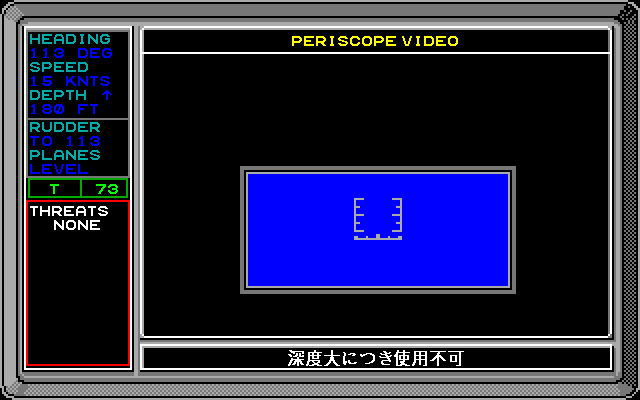 HEADING
113 DEG
SPEED
15 KNTS
DEPTH ↑
190 FT
RUDDER
TO 113
PLANES
LEVEL
T 73
THREATS
NONE
PERISCOPE VIDEO
深度大につき使用不可